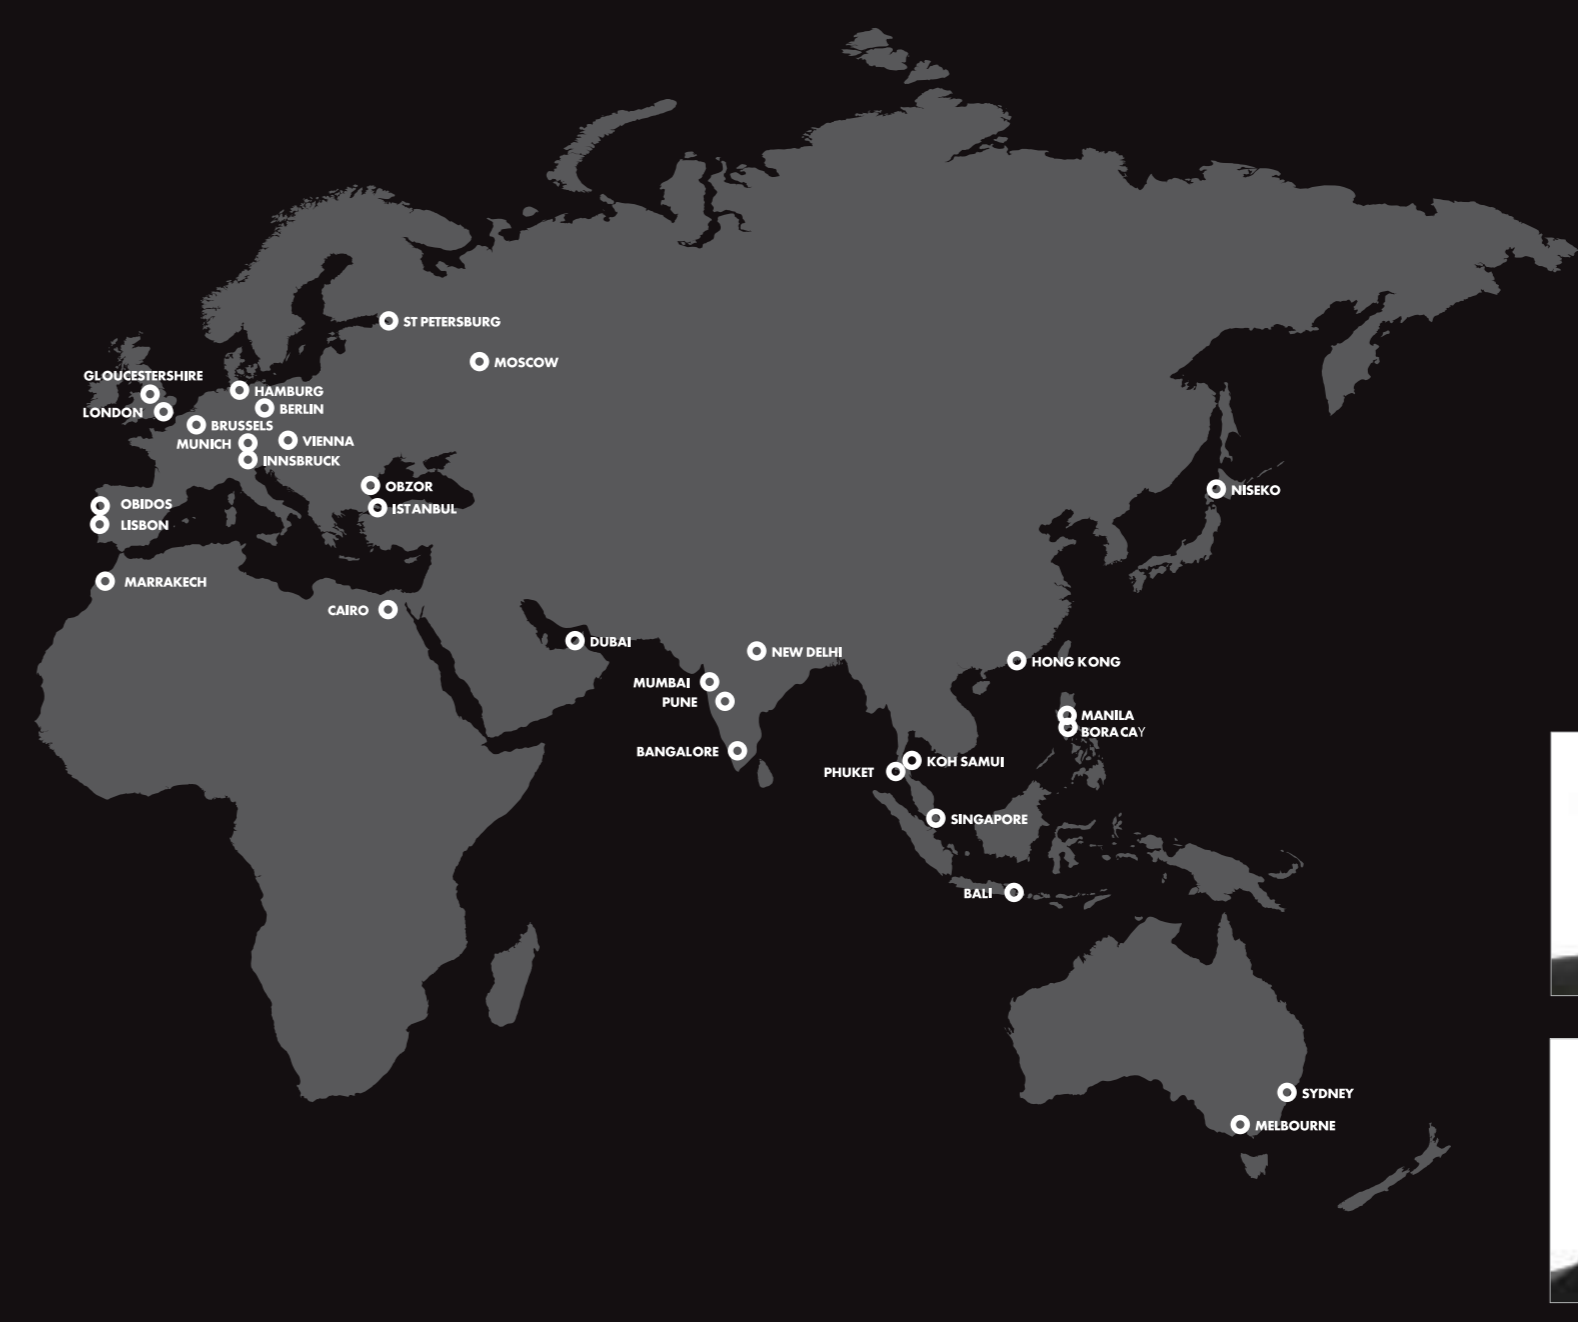 ST PETERSBURG
MOSCOW
GLOUCESTERSHIRE
HAMBURG
LONDON
BERLIN
BRUSSELS
MUNICH
VIENNA
INNSBRUCK
OBZOR
NISEKO
OBIDOS
ISTANBUL
LISBON
MARRAKECH
CAIRO
DUBAI
NEW DELHI
HONG KONG
MUMBAI
PUNE
MANILA
BORACAY
BANGALORE
KOH SAMUI
PHUKET
SINGAPORE
BALI
SYDNEY
MELBOURNE